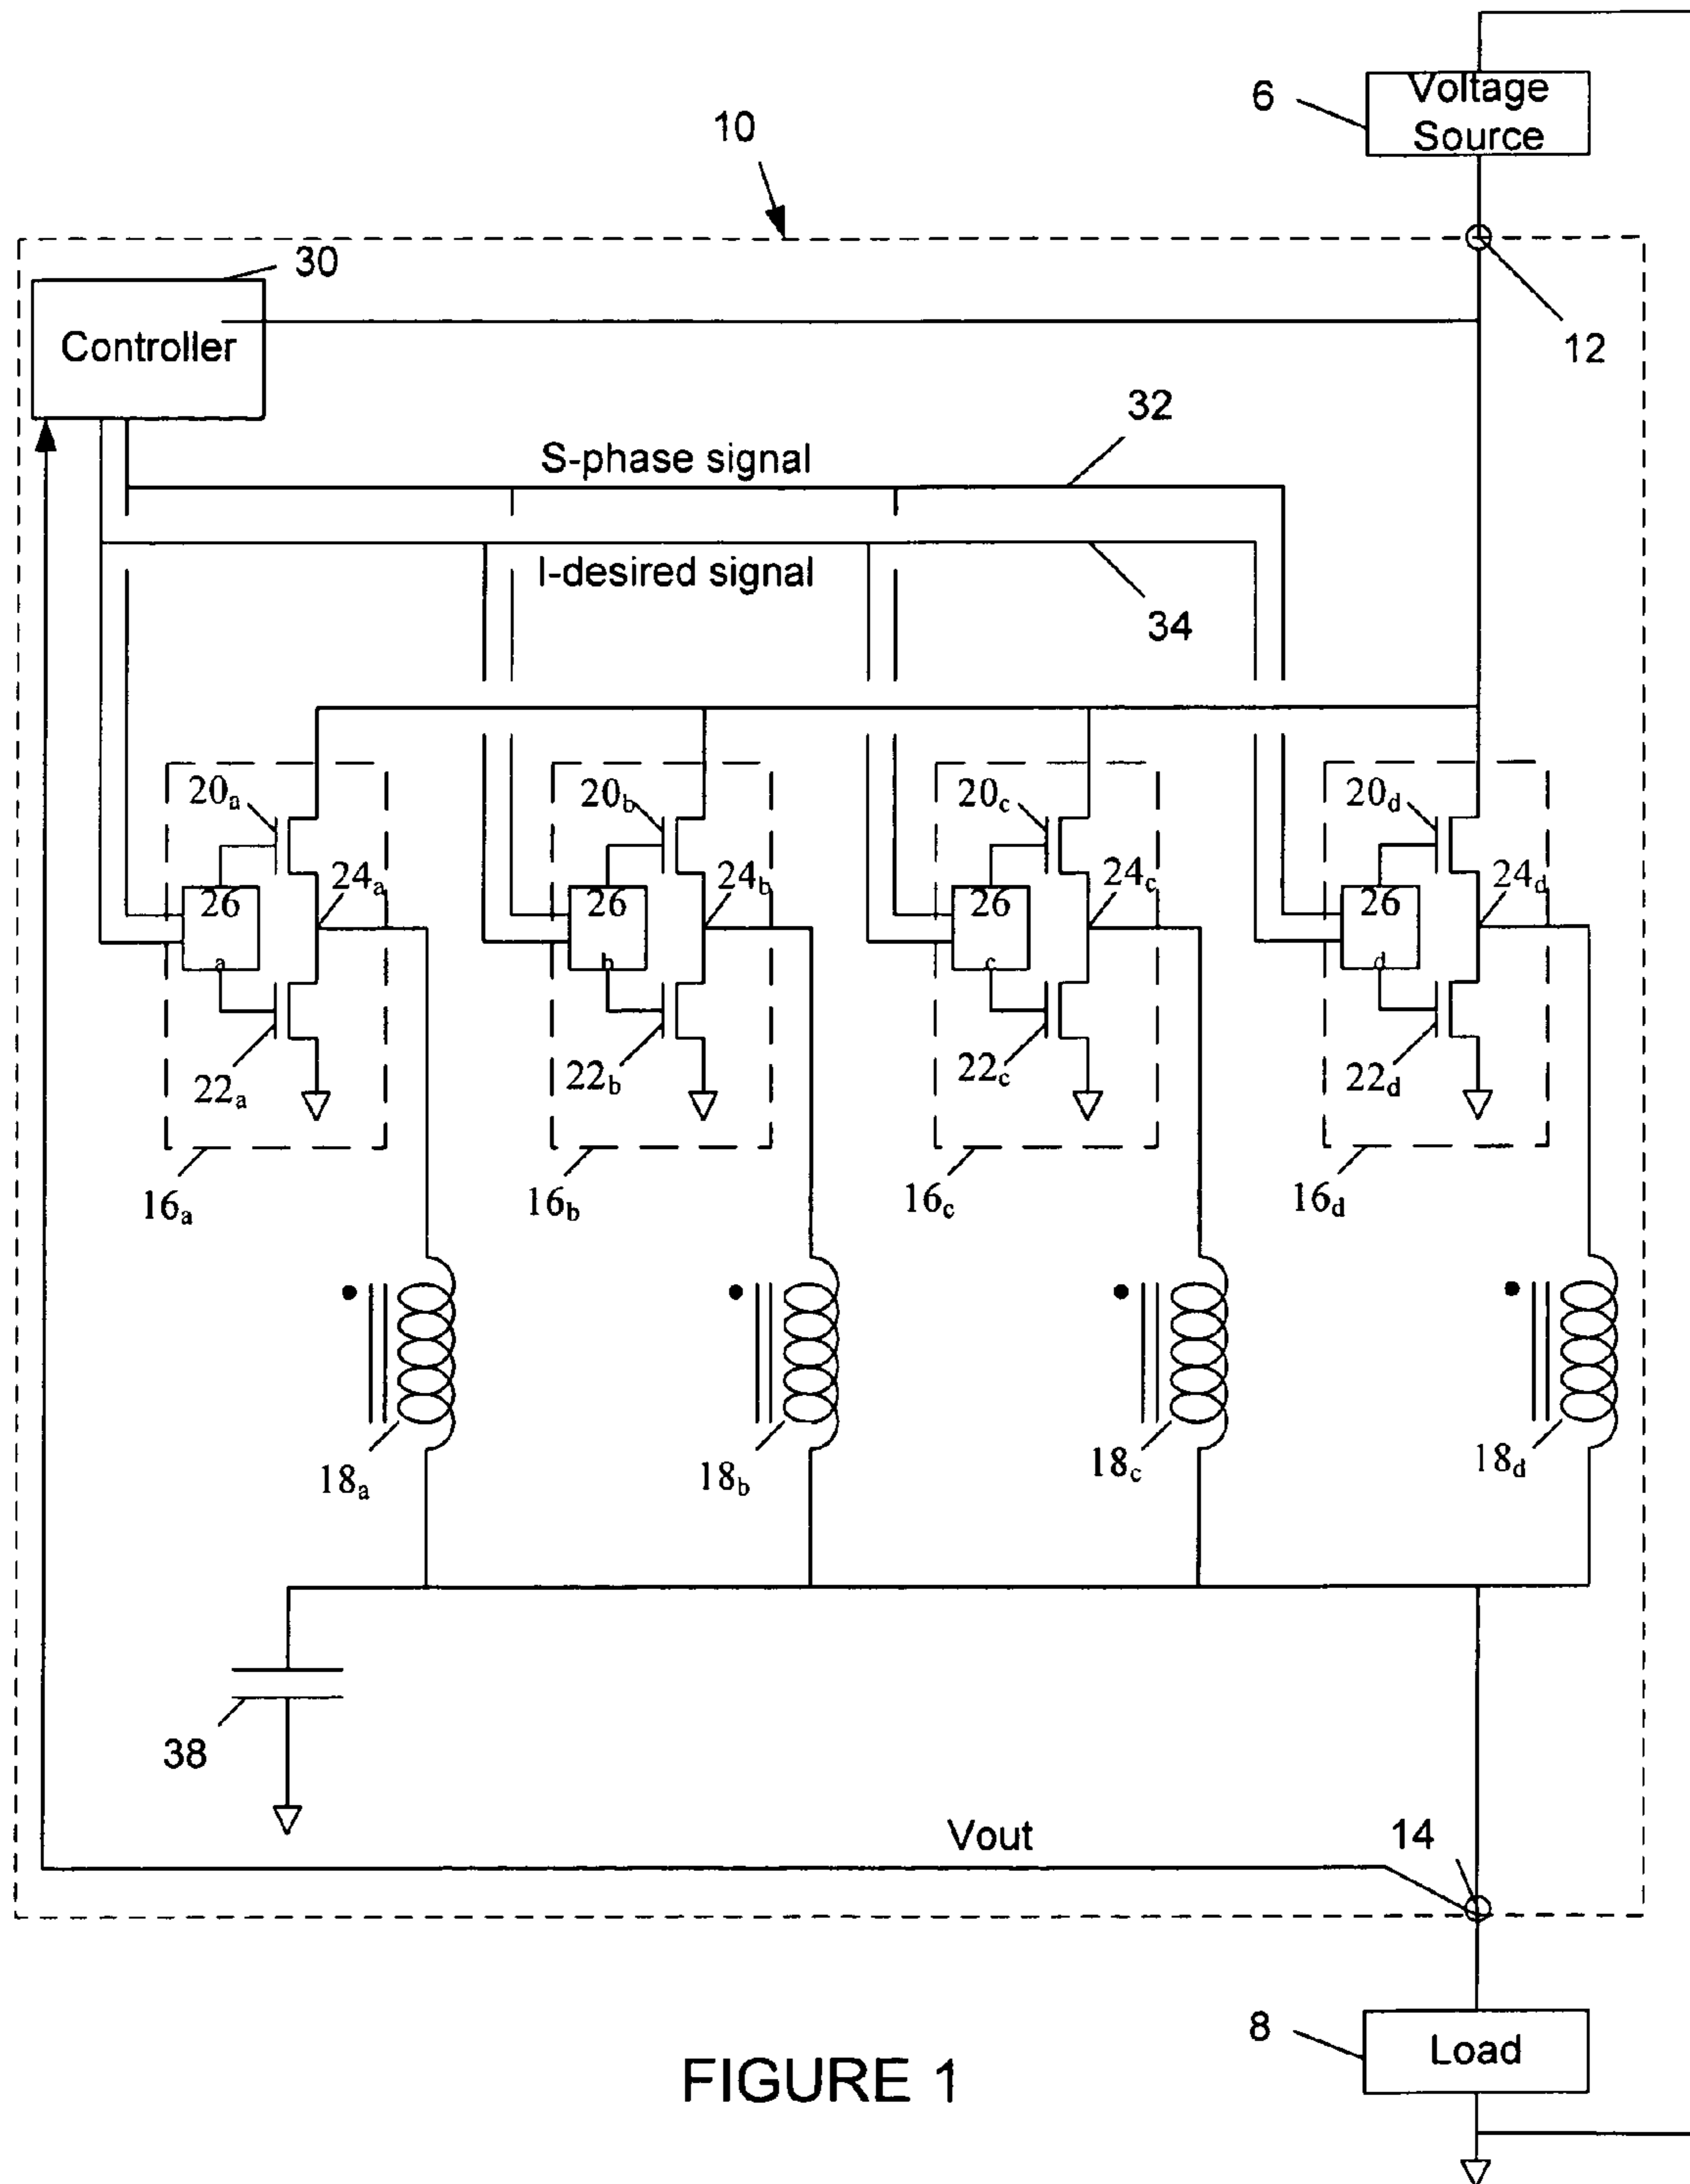 Voltage
Source
6
10
30
Controller
12
32
S-phase signal
I-desired signal
34
20a
20b
20c
20d
24a
24b
24c
24d
26
a
26
b
26
c
26
d
22a
22b
22c
22d
16a
16b
16c
16d
18a
18b
18c
18d
38
Vout
14
8
Load
FIGURE 1